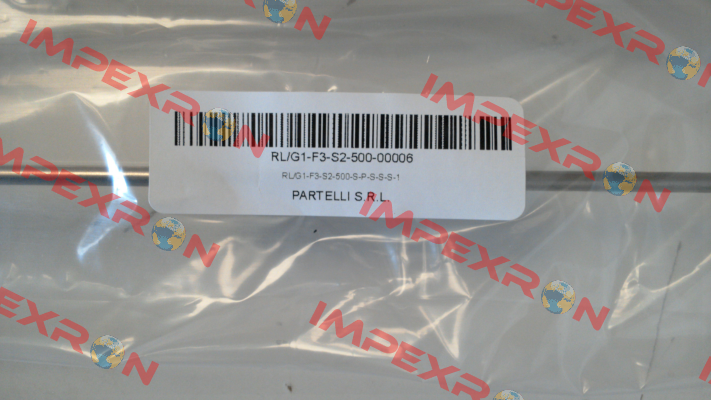 IMPEXRON
IMPEXRON
IMPEXRON
RL/G1-F3-S2-500-00006
RL/G1-F3-S2-500-S-P-S-S-S-1
PARTELLI S.R.L.
IMPEXRON
IMPEXRON
IMPEXRON
IMPEXRON